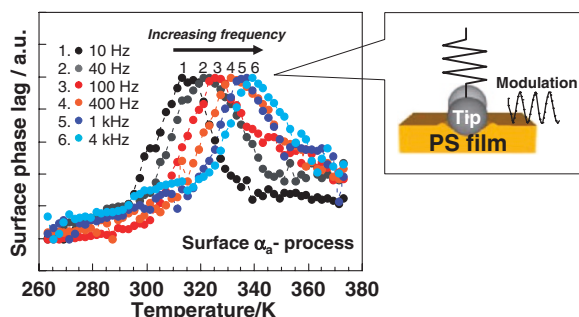 Surface phase lag / a.u.
Increasing frequency
1 2 3 4 5 6
1. 10 Hz
2. 40 Hz
3. 100 Hz
4. 400 Hz
5. 1 kHz
6. 4 kHz
Surface αa- process
260 280 300 320 340 360 380
Temperature/K
Modulation
Tip
PS film